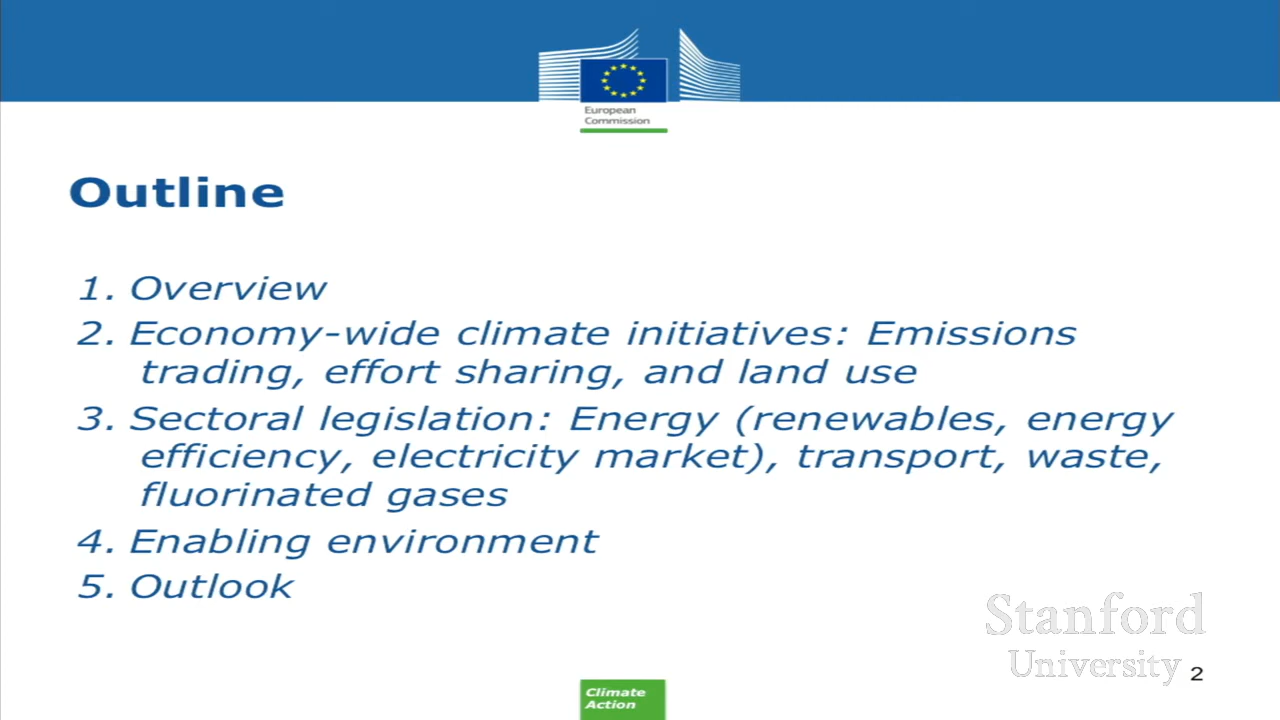 European
Commission
Outline
1. Overview
2. Economy-wide climate initiatives: Emissions
trading, effort sharing, and land use
3. Sectoral legislation: Energy (renewables, energy
efficiency, electricity market), transport, waste,
fluorinated gases
4. Enabling environment
5. Outlook
Stanford
University
2
Climate
Action